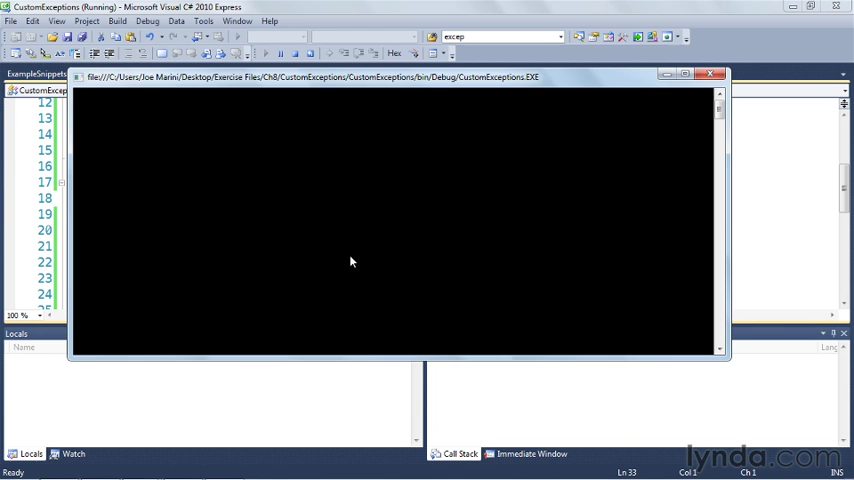 CustomExceptions (Running) - Microsoft Visual C# 2010 Express
File Edit View Project Build Debug Data Tools Window Help
excep
Hex
ExampleSnippets
file:///C:/Users/Joe Marini/Desktop/Exercise Files/Ch8/CustomExceptions/CustomExceptions/bin/Debug/CustomExceptions.EXE
CustomExcep
12
13
14
15
16
17
18
19
20
21
22
23
24
25
100 %
Locals
Name
Lang
Locals Watch
Call Stack Immediate Window
Ready Ln 33 Col 1 Ch 1 INS
lynda.com